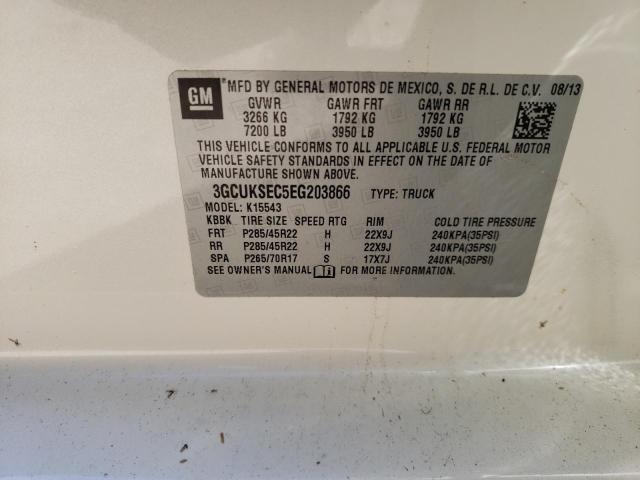 GM MFD BY GENERAL MOTORS DE MEXICO, S. DE R.L. DE C.V. 08/13
GVWR GAWR FRT GAWR RR
3266 KG 1792 KG 1792 KG
7200 LB 3950 LB 3950 LB
THIS VEHICLE CONFORMS TO ALL APPLICABLE U.S. FEDERAL MOTOR
VEHICLE SAFETY STANDARDS IN EFFECT ON THE DATE OF
MANUFACTURE SHOWN ABOVE.
3GCUKSEC5EG203866 TYPE: TRUCK
MODEL: K15543
KBBK TIRE SIZE SPEED RTG RIM COLD TIRE PRESSURE
FRT P285/45R22 H 22X9J 240KPA(35PSI)
RR P285/45R22 H 22X9J 240KPA(35PSI)
SPA P265/70R17 S 17X7J 240KPA(35PSI)
SEE OWNER'S MANUAL FOR MORE INFORMATION.